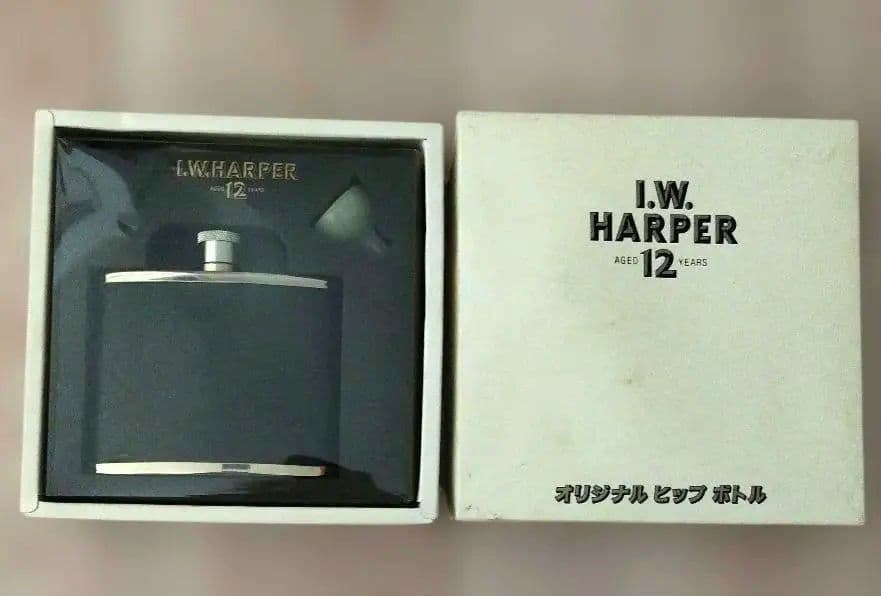 I.W.HARPER
AGED 12 YEARS
I.W.
HARPER
AGED 12 YEARS
オリジナル ヒップ ボトル